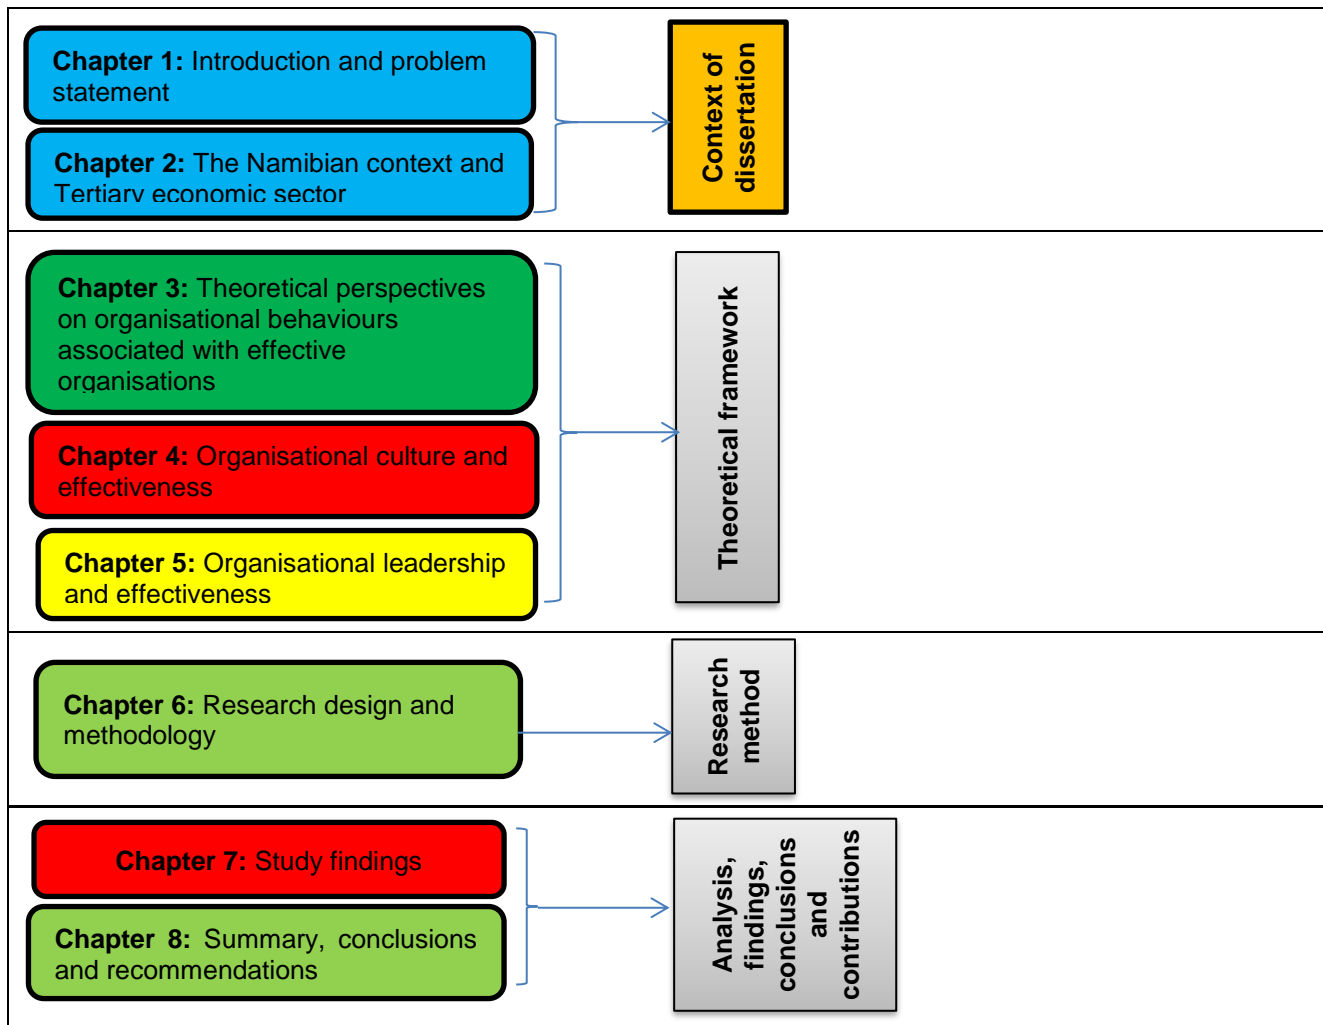 Chapter 1: Introduction and problem
statement
Chapter 2: The Namibian context and
Tertiary economic sector
Context of
dissertation
Chapter 3: Theoretical perspectives
on organisational behaviours
associated with effective
organisations
Chapter 4: Organisational culture and
effectiveness
Chapter 5: Organisational leadership
and effectiveness
Theoretical framework
Chapter 6: Research design and
methodology
Research
method
Chapter 7: Study findings
Chapter 8: Summary, conclusions
and recommendations
Analysis,
findings,
conclusions
and
contributions